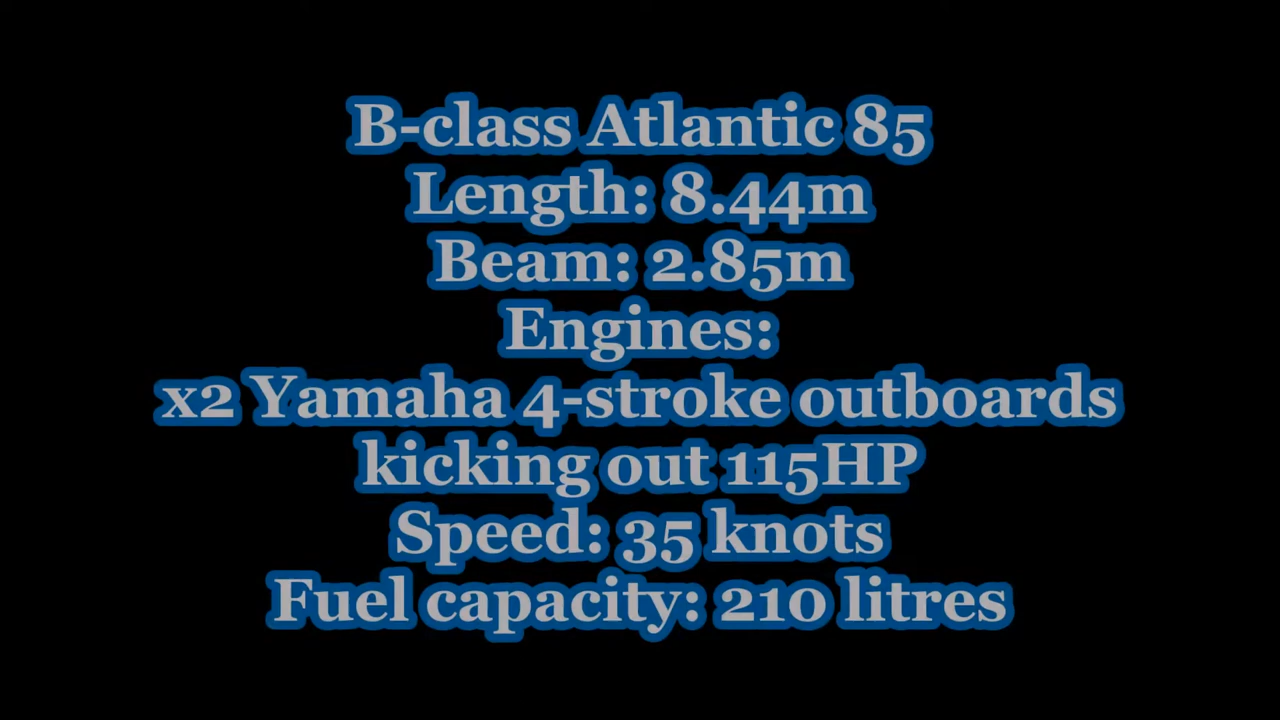 B-class Atlantic 85
Length: 8.44m
Beam: 2.85m
Engines:
x2 Yamaha 4-stroke outboards
kicking out 115HP
Speed: 35 knots
Fuel capacity: 210 litres